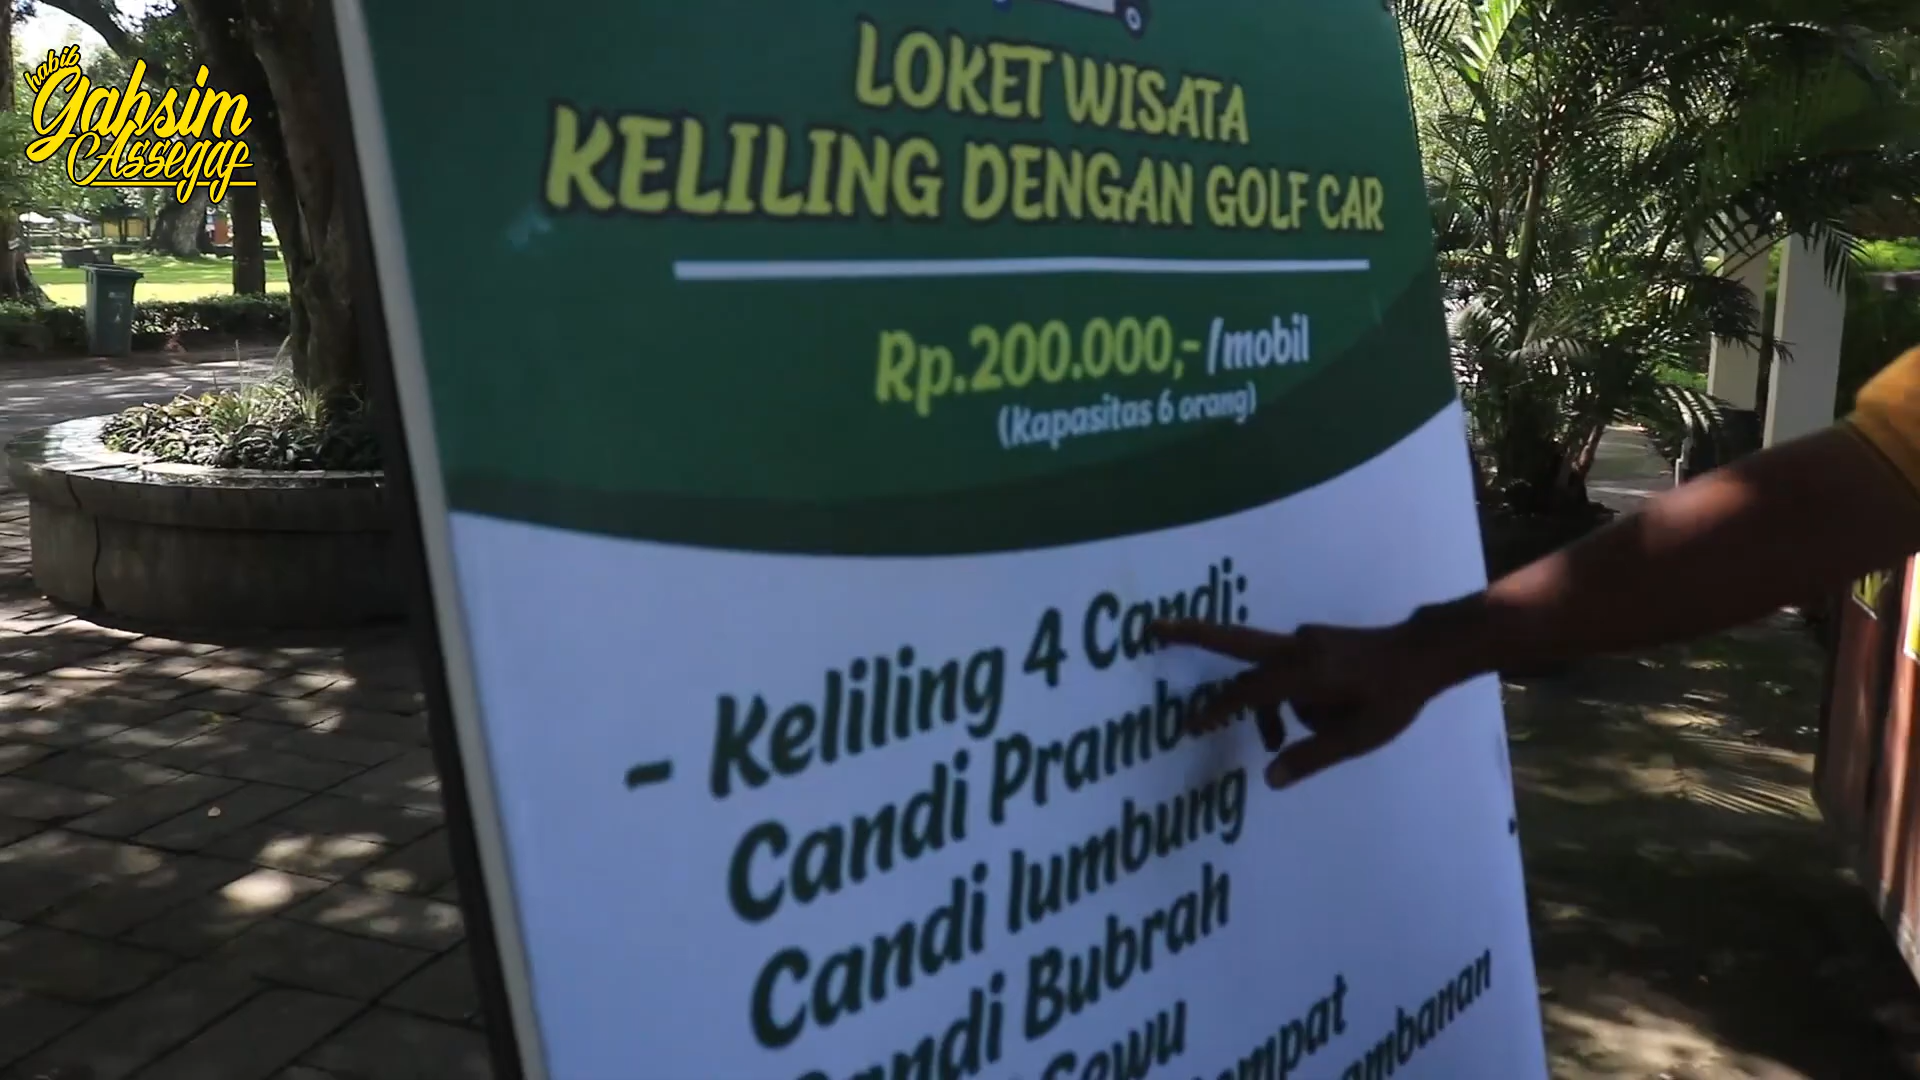 habib
Gahsim
Assegaf
LOKET WISATA
KELILING DENGAN GOLF CAR
Rp.200.000,- /mobil
(Kapasitas 6 orang)
- Keliling 4 Candi:
Candi
Candi lumbung
Candi Bubrah
Sewu